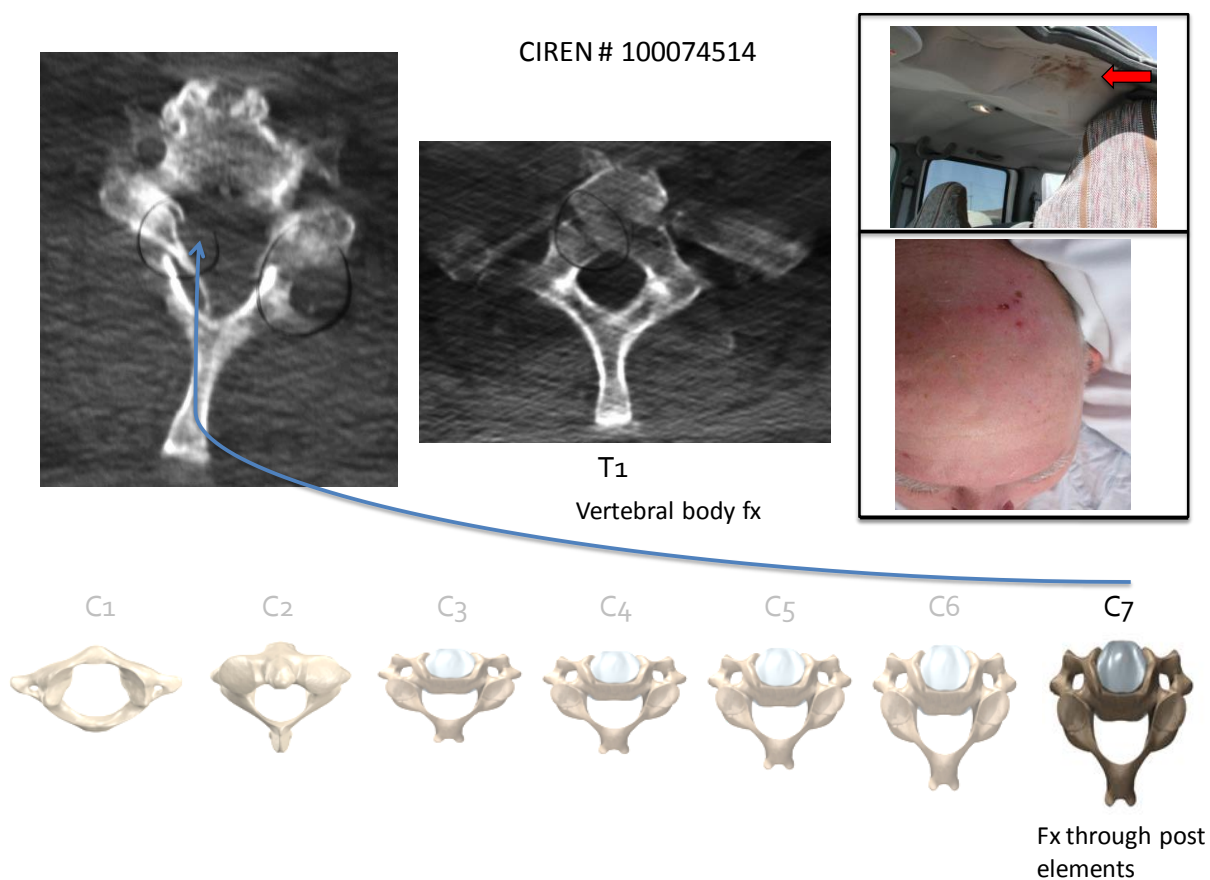 CIREN # 100074514
T1
Vertebral body fx
C1
C2
C3
C4
C5
C6
C7
Fx through post
elements